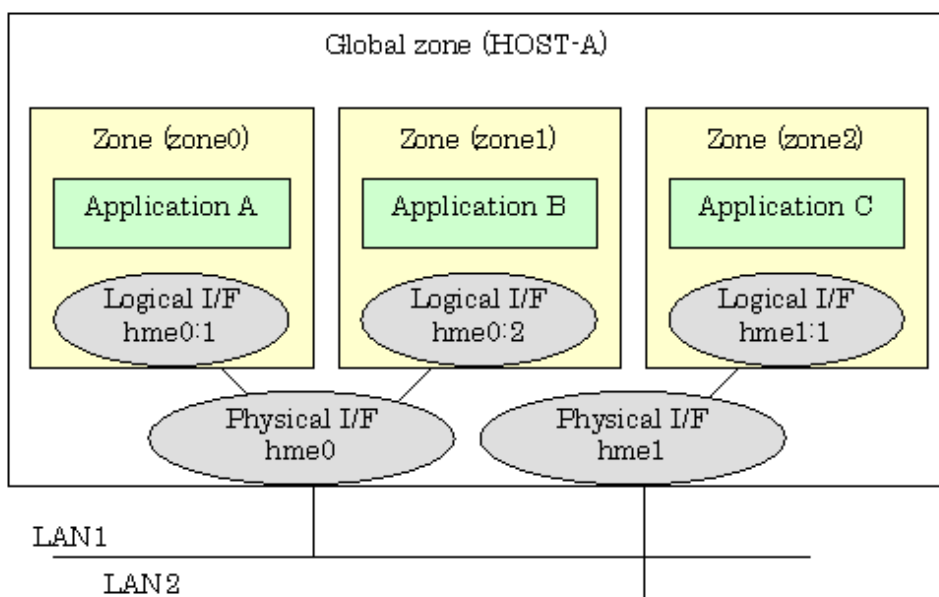 Global zone (HOST-A)
Zone (zone0)
Zone (zone1)
Zone (zone2)
Application A
Application B
Application C
Logical I/F
hme0:1
Logical I/F
hme0:2
Logical I/F
hme1:1
Physical I/F
hme0
Physical I/F
hme1
LAN1
LAN2